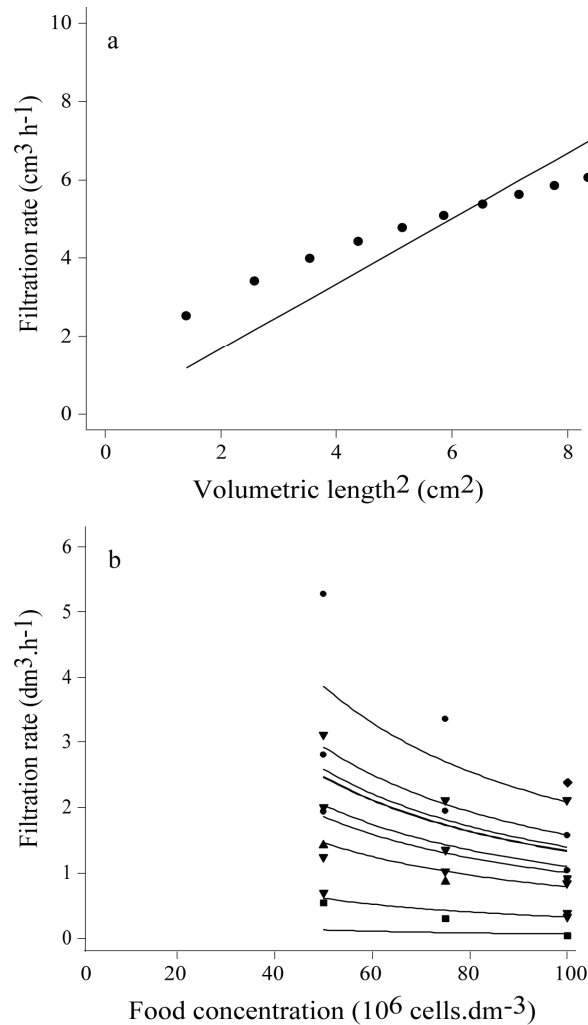 a
Filtration rate (cm3 h-1)
10
8
6
4
2
0
0 2 4 6 8
Volumetric length2 (cm2)
b
Filtration rate (dm3.h-1)
6
5
4
3
2
1
0
0 20 40 60 80 100
Food concentration (106 cells.dm-3)